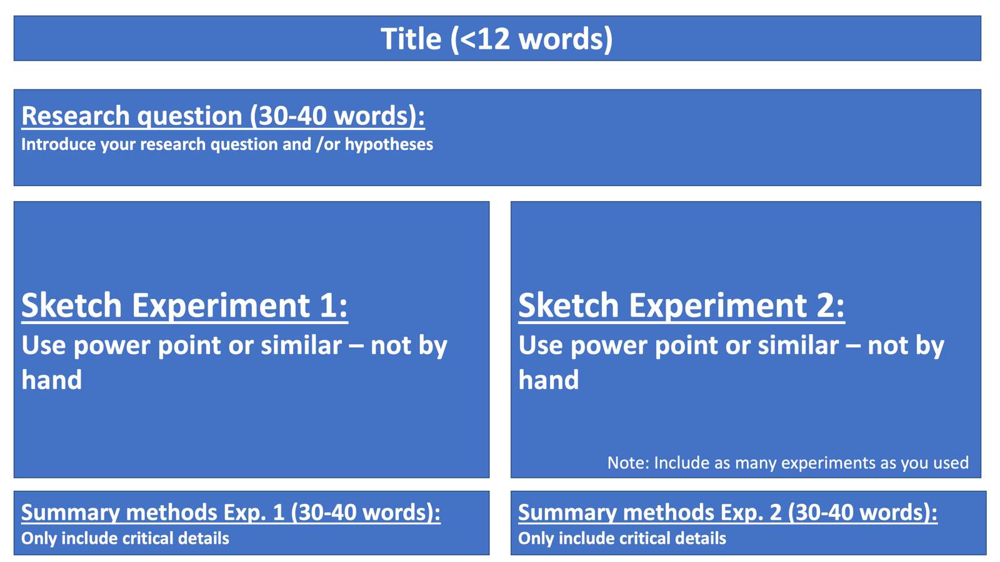 Title (<12 words)
Research question (30-40 words):
Introduce your research question and /or hypotheses
Sketch Experiment 1:
Use power point or similar – not by
hand
Sketch Experiment 2:
Use power point or similar – not by
hand
Note: Include as many experiments as you used
Summary methods Exp. 1 (30-40 words):
Only include critical details
Summary methods Exp. 2 (30-40 words):
Only include critical details